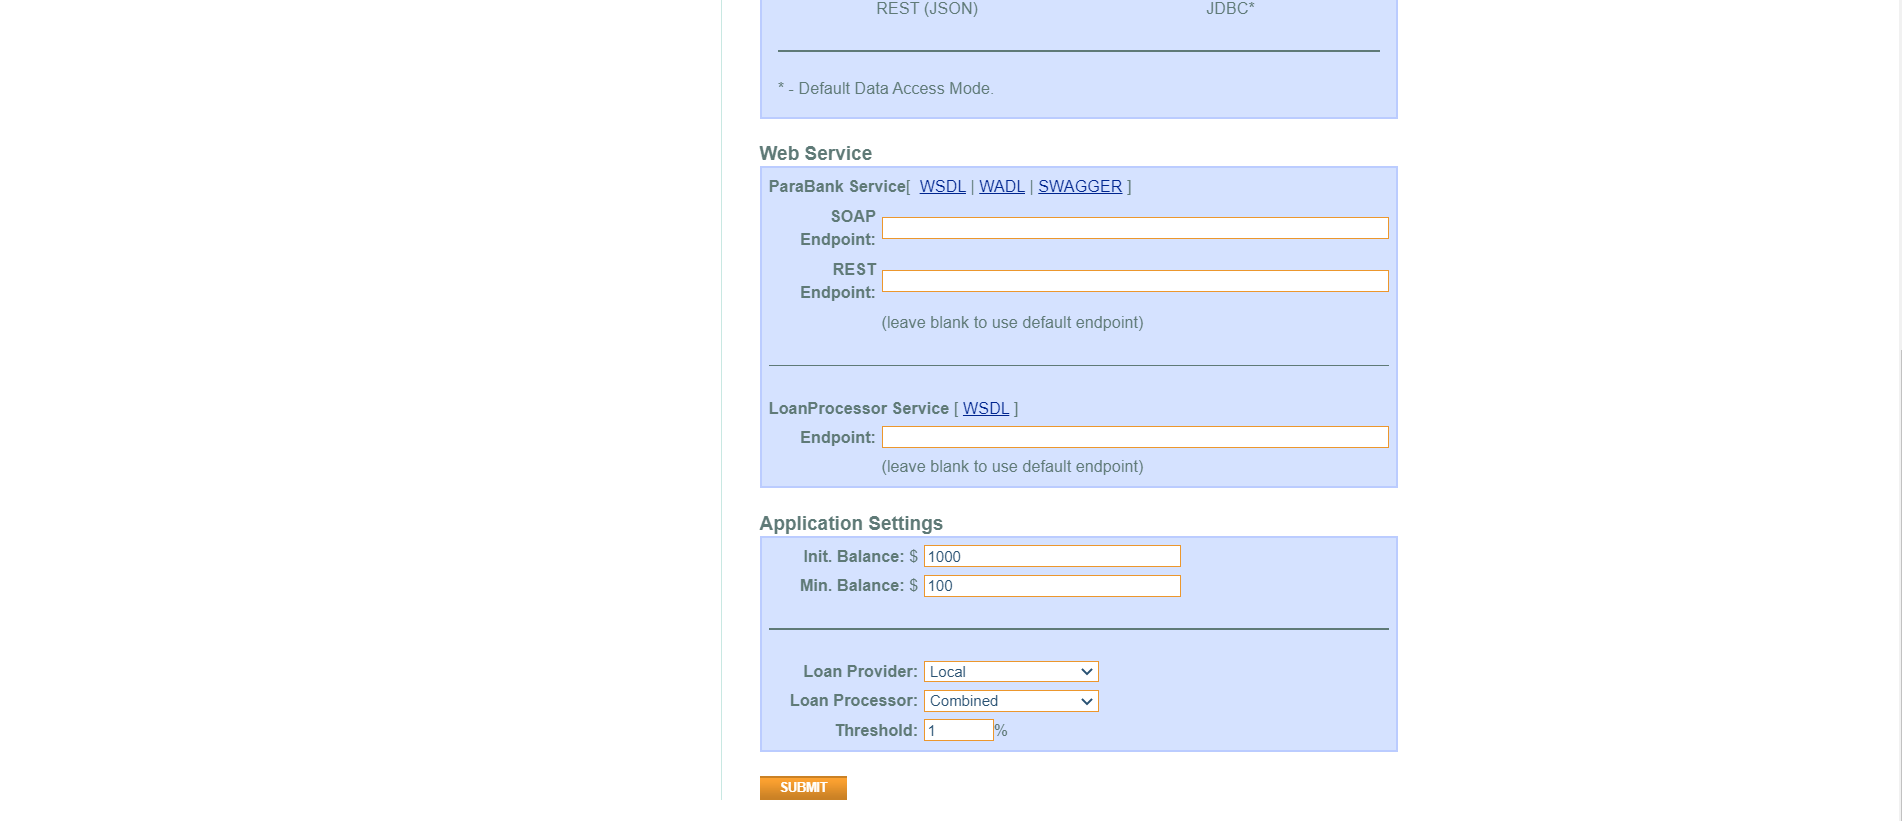 REST (JSON) JDBC*
* - Default Data Access Mode.
Web Service
ParaBank Service[ WSDL | WADL | SWAGGER ]
SOAP
Endpoint:
REST
Endpoint:
(leave blank to use default endpoint)
LoanProcessor Service [ WSDL ]
Endpoint:
(leave blank to use default endpoint)
Application Settings
Init. Balance: $ 1000
Min. Balance: $ 100
Loan Provider: Local
Loan Processor: Combined
Threshold: 1 %
SUBMIT